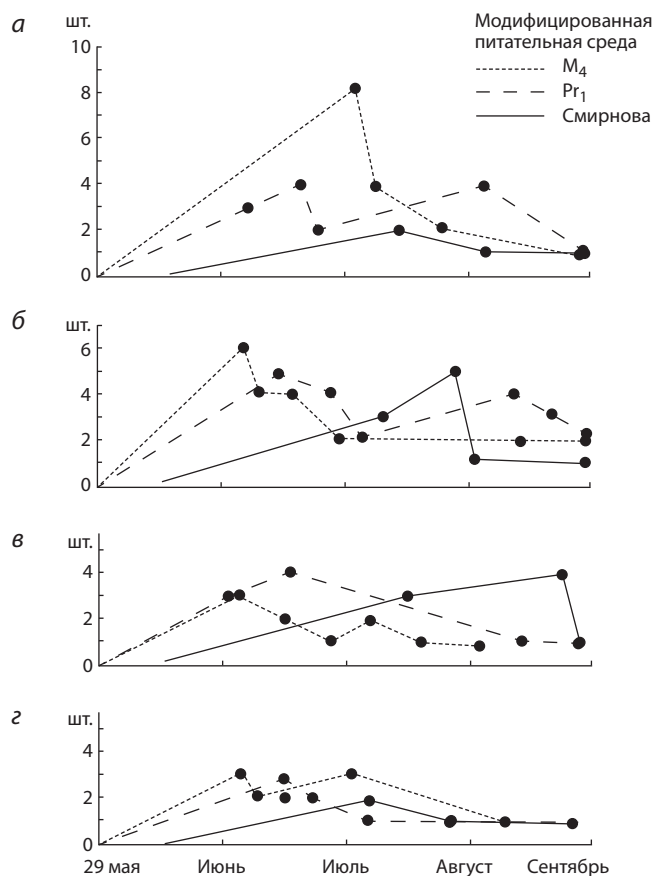 а
шт.
Модифицированная
питательная среда
M4
Pr1
Смирнова
10
8
6
4
2
0
б
шт.
6
4
2
0
в
шт.
4
2
0
г
шт.
4
2
0
29 мая Июнь Июль Август Сентябрь